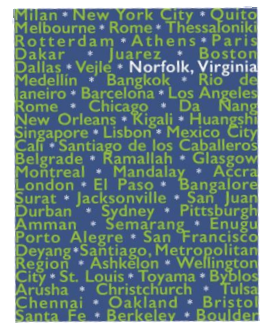 Milan * New York City * Quito
Melbourne * Rome * Thessaloniki
Rotterdam * Athens * Paris
Dakar * Juarez * Boston
Dallas * Vejle * Norfolk, Virginia
Medellin * Bangkok * Rio de
Janeiro * Barcelona * Los Angeles
Rome * Chicago * Da Nang
New Orleans * Kigali * Huangshi
Singapore * Lisbon * Mexico City
Cali * Santiago de los Caballeros
Belgrade * Ramallah * Glasgow
Montreal * Mandalay * Accra
London * El Paso * Bangalore
Surat * Jacksonville * San Juan
Durban * Sydney * Pittsburgh
Amman * Semarang * Enugu
Porto Alegre * San Francisco
Deyang * Santiago, Metropolitan
Region * Ashkelon * Wellington
City * St. Louis * Toyama * Byblos
Arusha * Christchurch * Tulsa
Chennai * Oakland * Bristol
Santa Fe * Berkeley * Boulder